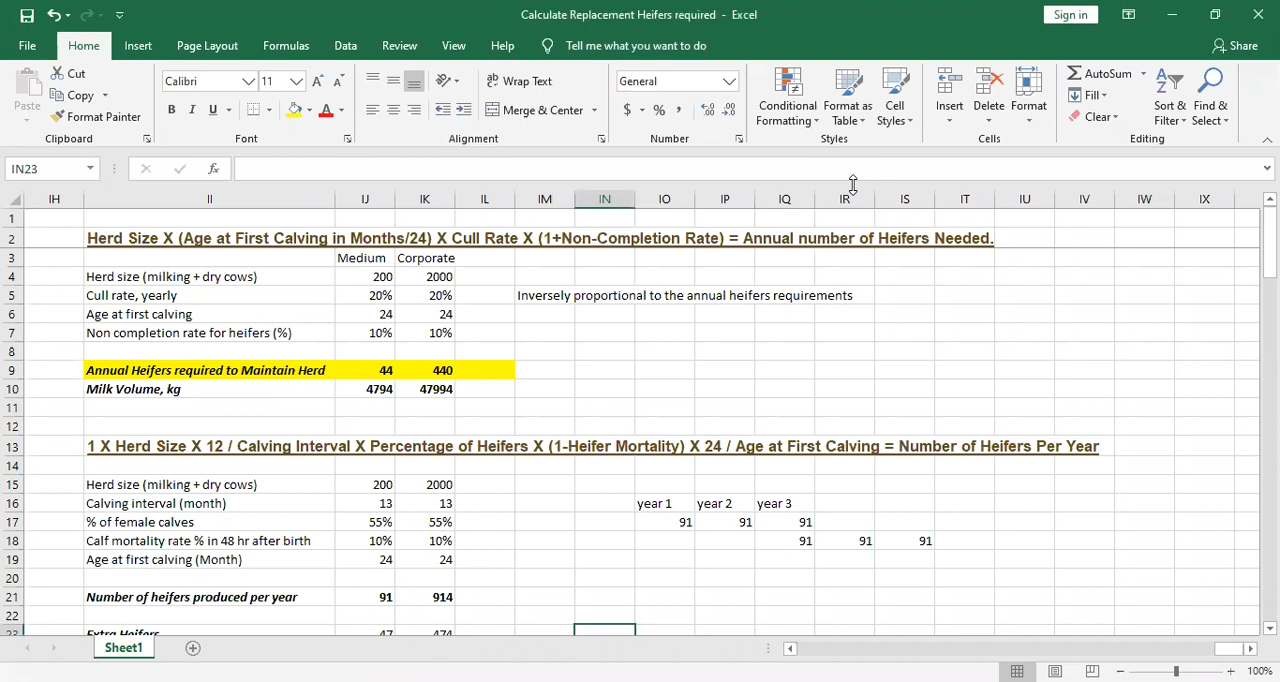 Calculate Replacement Heifers required - Excel
Sign in
File Home Insert Page Layout Formulas Data Review View Help Tell me what you want to do Share
Cut
Copy
Format Painter
Paste
Clipboard
Calibri 11
B I U
Font
Wrap Text
Merge & Center
Alignment
General
$ % ,
Number
Conditional Formatting
Format as Table
Cell Styles
Styles
Insert Delete Format
Cells
AutoSum
Fill
Clear
Sort & Filter
Find & Select
Editing
IN23 fx
IH II IJ IK IL IM IN IO IP IQ IR IS IT IU IV IW IX
1
2 Herd Size X (Age at First Calving in Months/24) X Cull Rate X (1+Non-Completion Rate) = Annual number of Heifers Needed.
3 Medium Corporate
4 Herd size (milking + dry cows) 200 2000
5 Cull rate, yearly 20% 20% Inversely proportional to the annual heifers requirements
6 Age at first calving 24 24
7 Non completion rate for heifers (%) 10% 10%
8
9 Annual Heifers required to Maintain Herd 44 440
10 Milk Volume, kg 4794 47994
11
12
13 1 X Herd Size X 12 / Calving Interval X Percentage of Heifers X (1-Heifer Mortality) X 24 / Age at First Calving = Number of Heifers Per Year
14
15 Herd size (milking + dry cows) 200 2000
16 Calving interval (month) 13 13 year 1 year 2 year 3
17 % of female calves 55% 55% 91 91 91
18 Calf mortality rate % in 48 hr after birth 10% 10% 91 91 91
19 Age at first calving (Month) 24 24
20
21 Number of heifers produced per year 91 914
22
23 Extra Heifers 47 474
Sheet1
100%